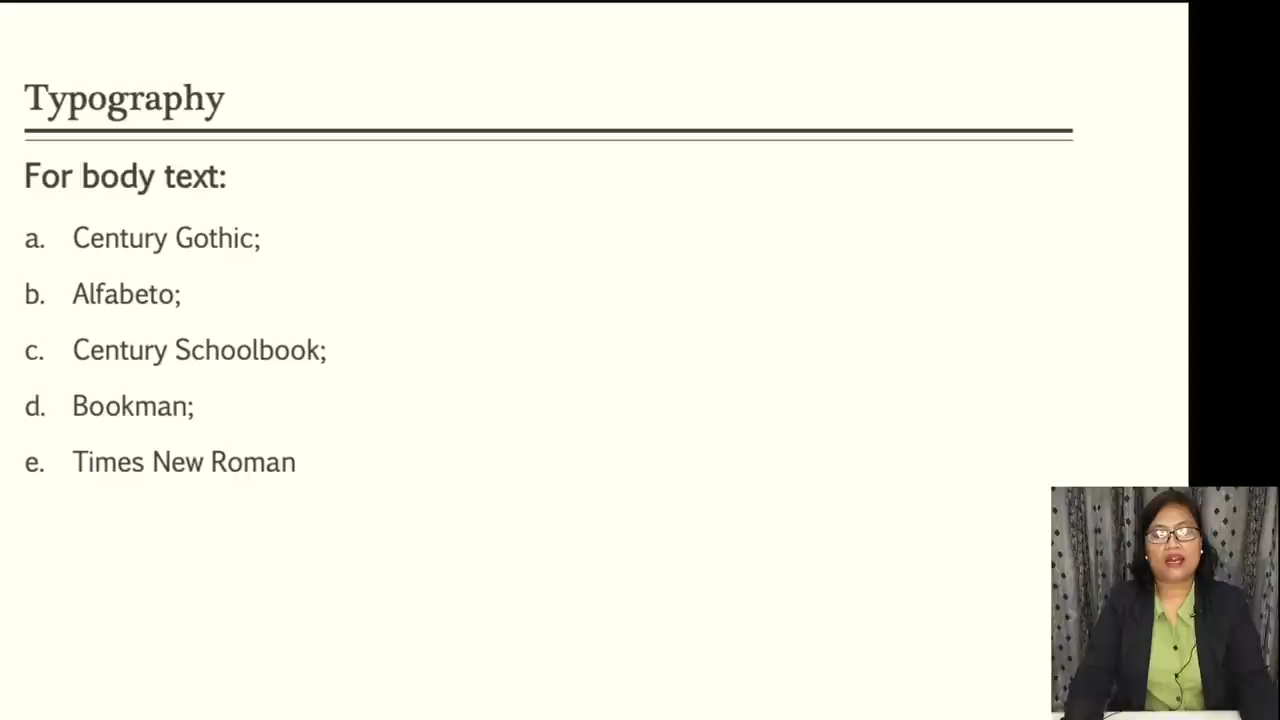 Typography
For body text:
a. Century Gothic;
b. Alfabeto;
c. Century Schoolbook;
d. Bookman;
e. Times New Roman